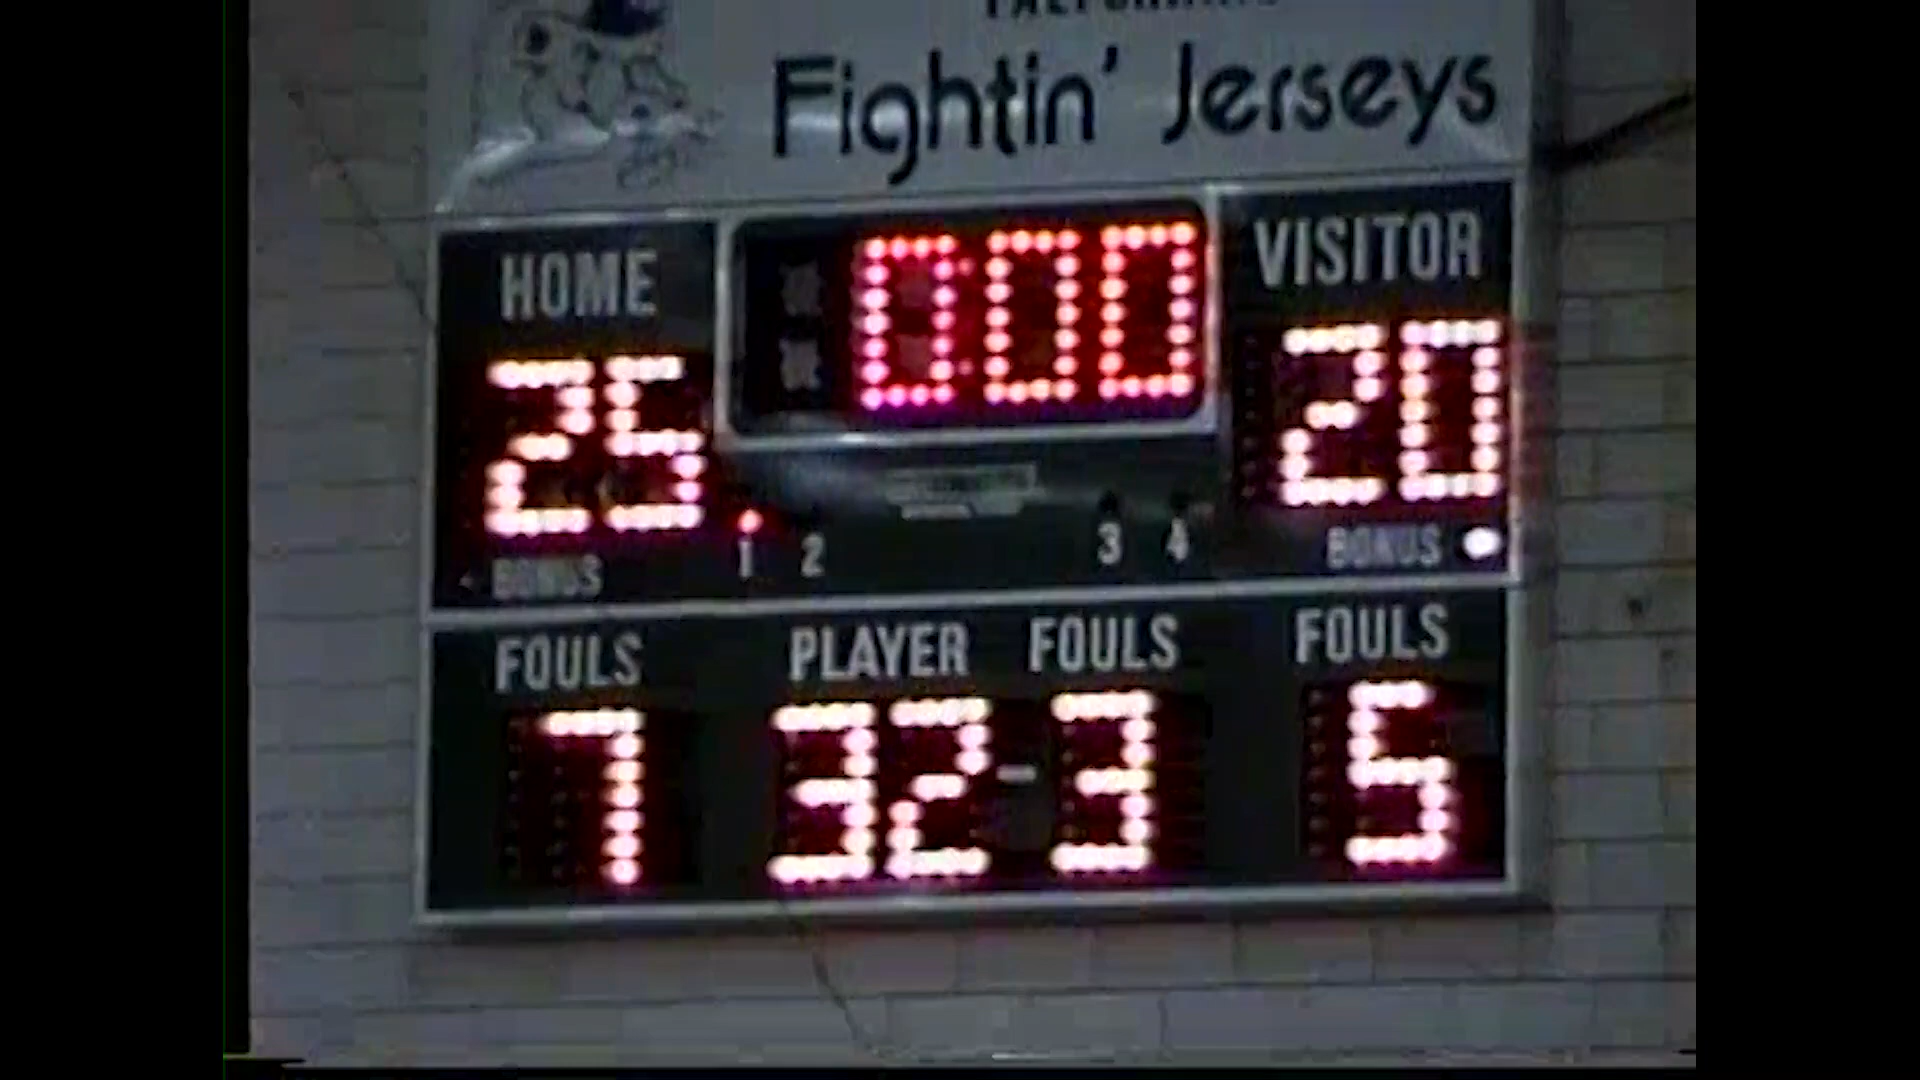 Fightin' Jerseys
HOME 0:00 VISITOR
25 20
BONUS 1 2 3 4 BONUS
FOULS PLAYER FOULS FOULS
7 32-3 5